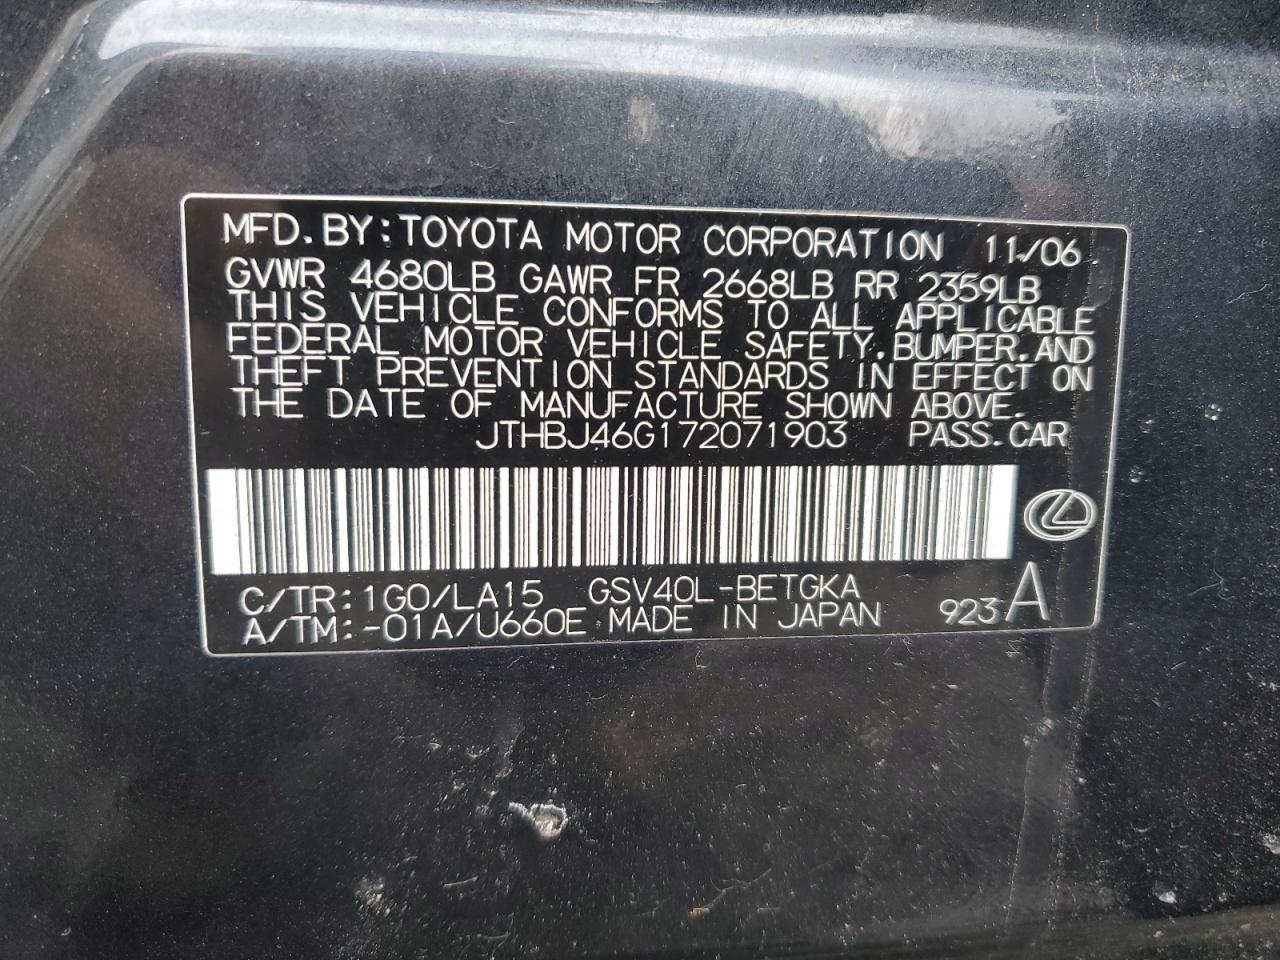 MFD. BY: TOYOTA MOTOR CORPORATION 11/06
GVWR 4680LB GAWR FR 2668LB RR 2359LB
THIS VEHICLE CONFORMS TO ALL APPLICABLE
FEDERAL MOTOR VEHICLE SAFETY, BUMPER, AND
THEFT PREVENTION STANDARDS IN EFFECT ON
THE DATE OF MANUFACTURE SHOWN ABOVE.
JTHBJ46G172071903 PASS. CAR
C/TR: 1G0/LA15 GSV40L-BETGKA
A/TM: -01A/U660E MADE IN JAPAN 923 A